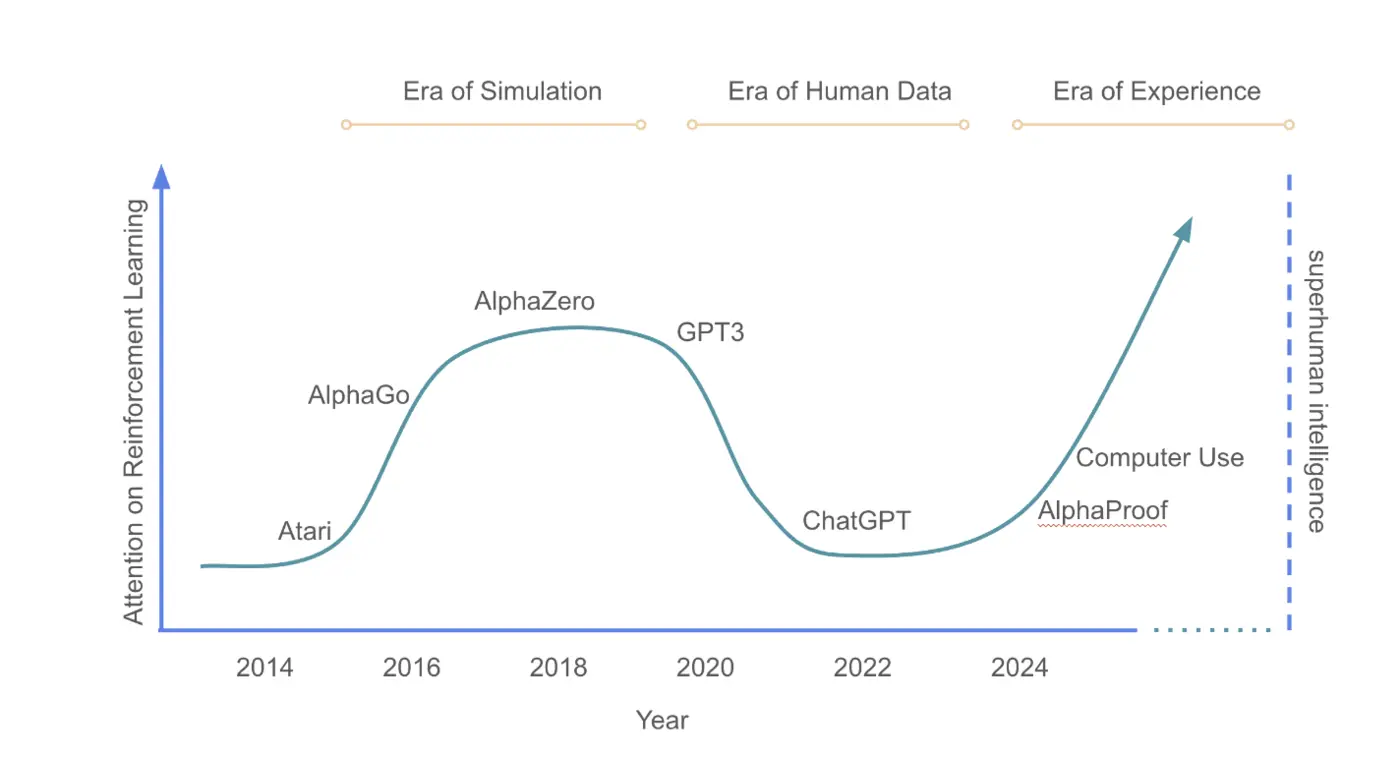 Era of Simulation
Era of Human Data
Era of Experience
Attention on Reinforcement Learning
superhuman intelligence
AlphaZero
GPT3
AlphaGo
Computer Use
AlphaProof
ChatGPT
Atari
2014
2016
2018
2020
2022
2024
Year